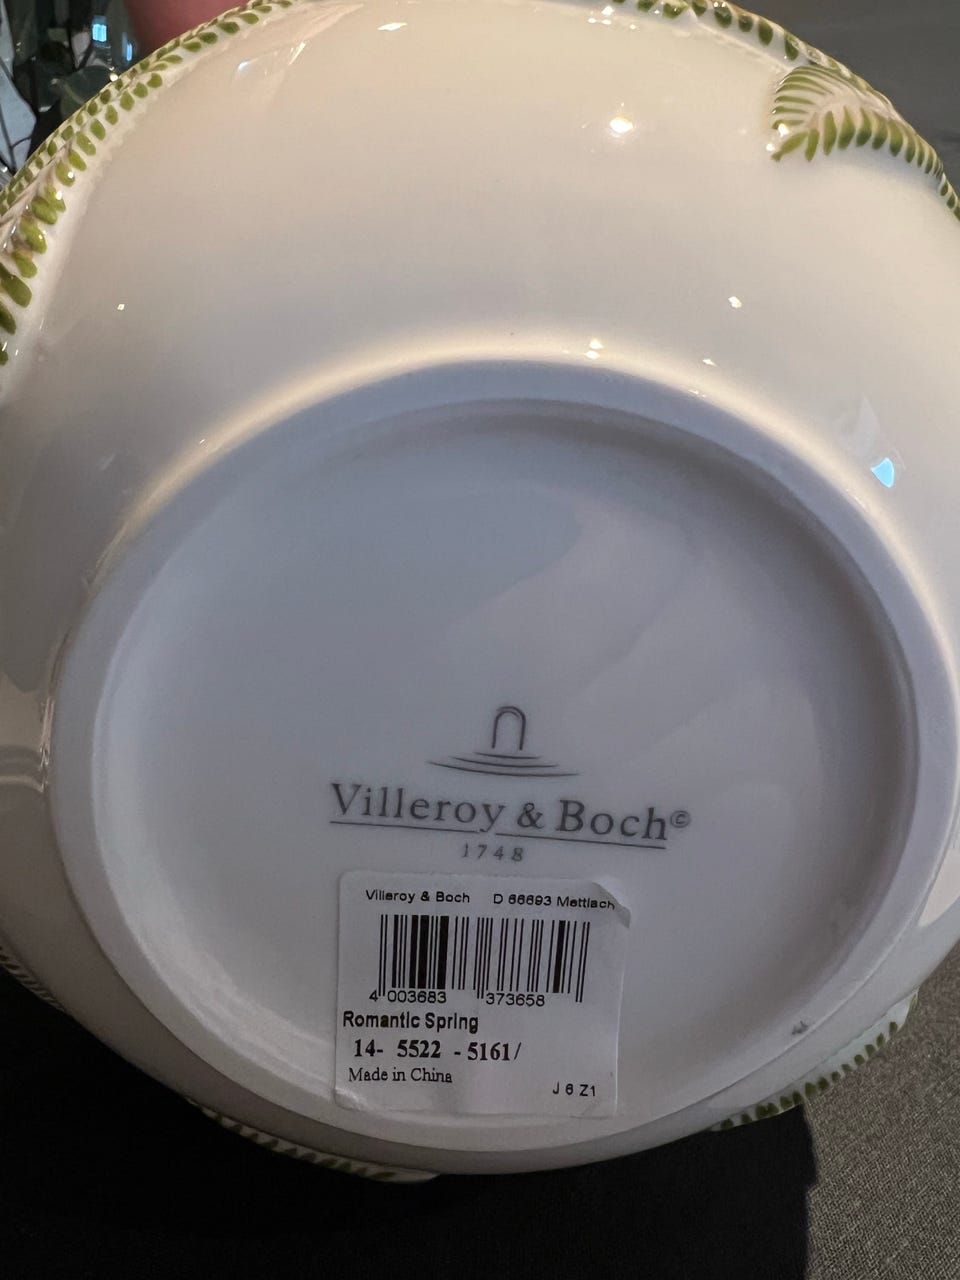 Villeroy & Boch©
1748
Villeroy & Boch D 66693 Mettlach
4 003683 373658
Romantic Spring
14- 5522 - 5161/
Made in China
J 6 Z1